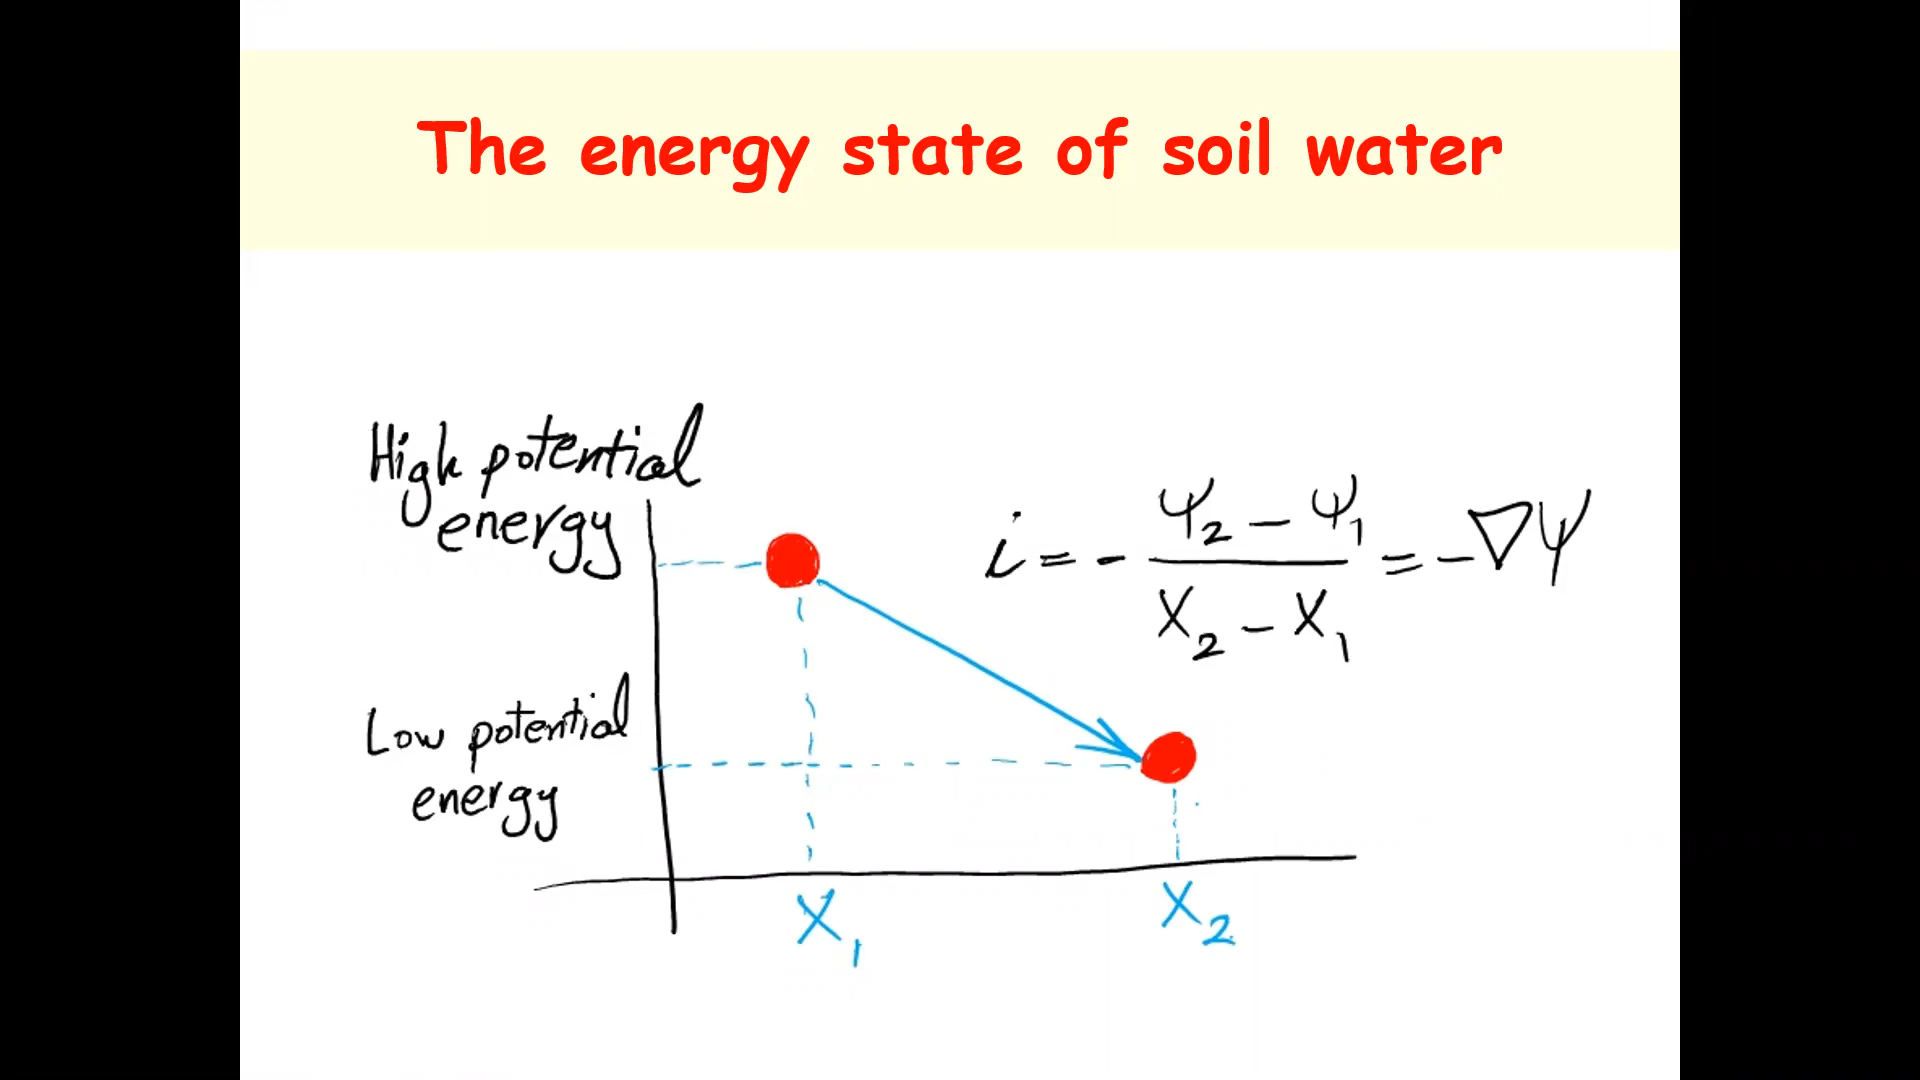 The energy state of soil water
High potential
energy
i = - ψ₂ - ψ₁ / X₂ - X₁ = - ∇ψ
Low potential
energy
X₁
X₂